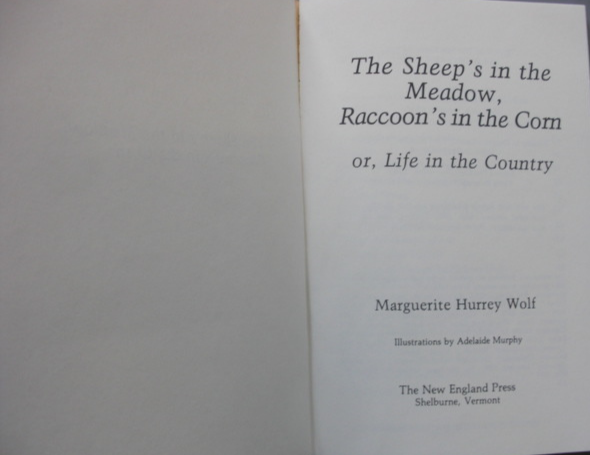 The Sheep's in the
Meadow,
Raccoon's in the Corn
or, Life in the Country
Marguerite Hurrey Wolf
Illustrations by Adelaide Murphy
The New England Press
Shelburne, Vermont